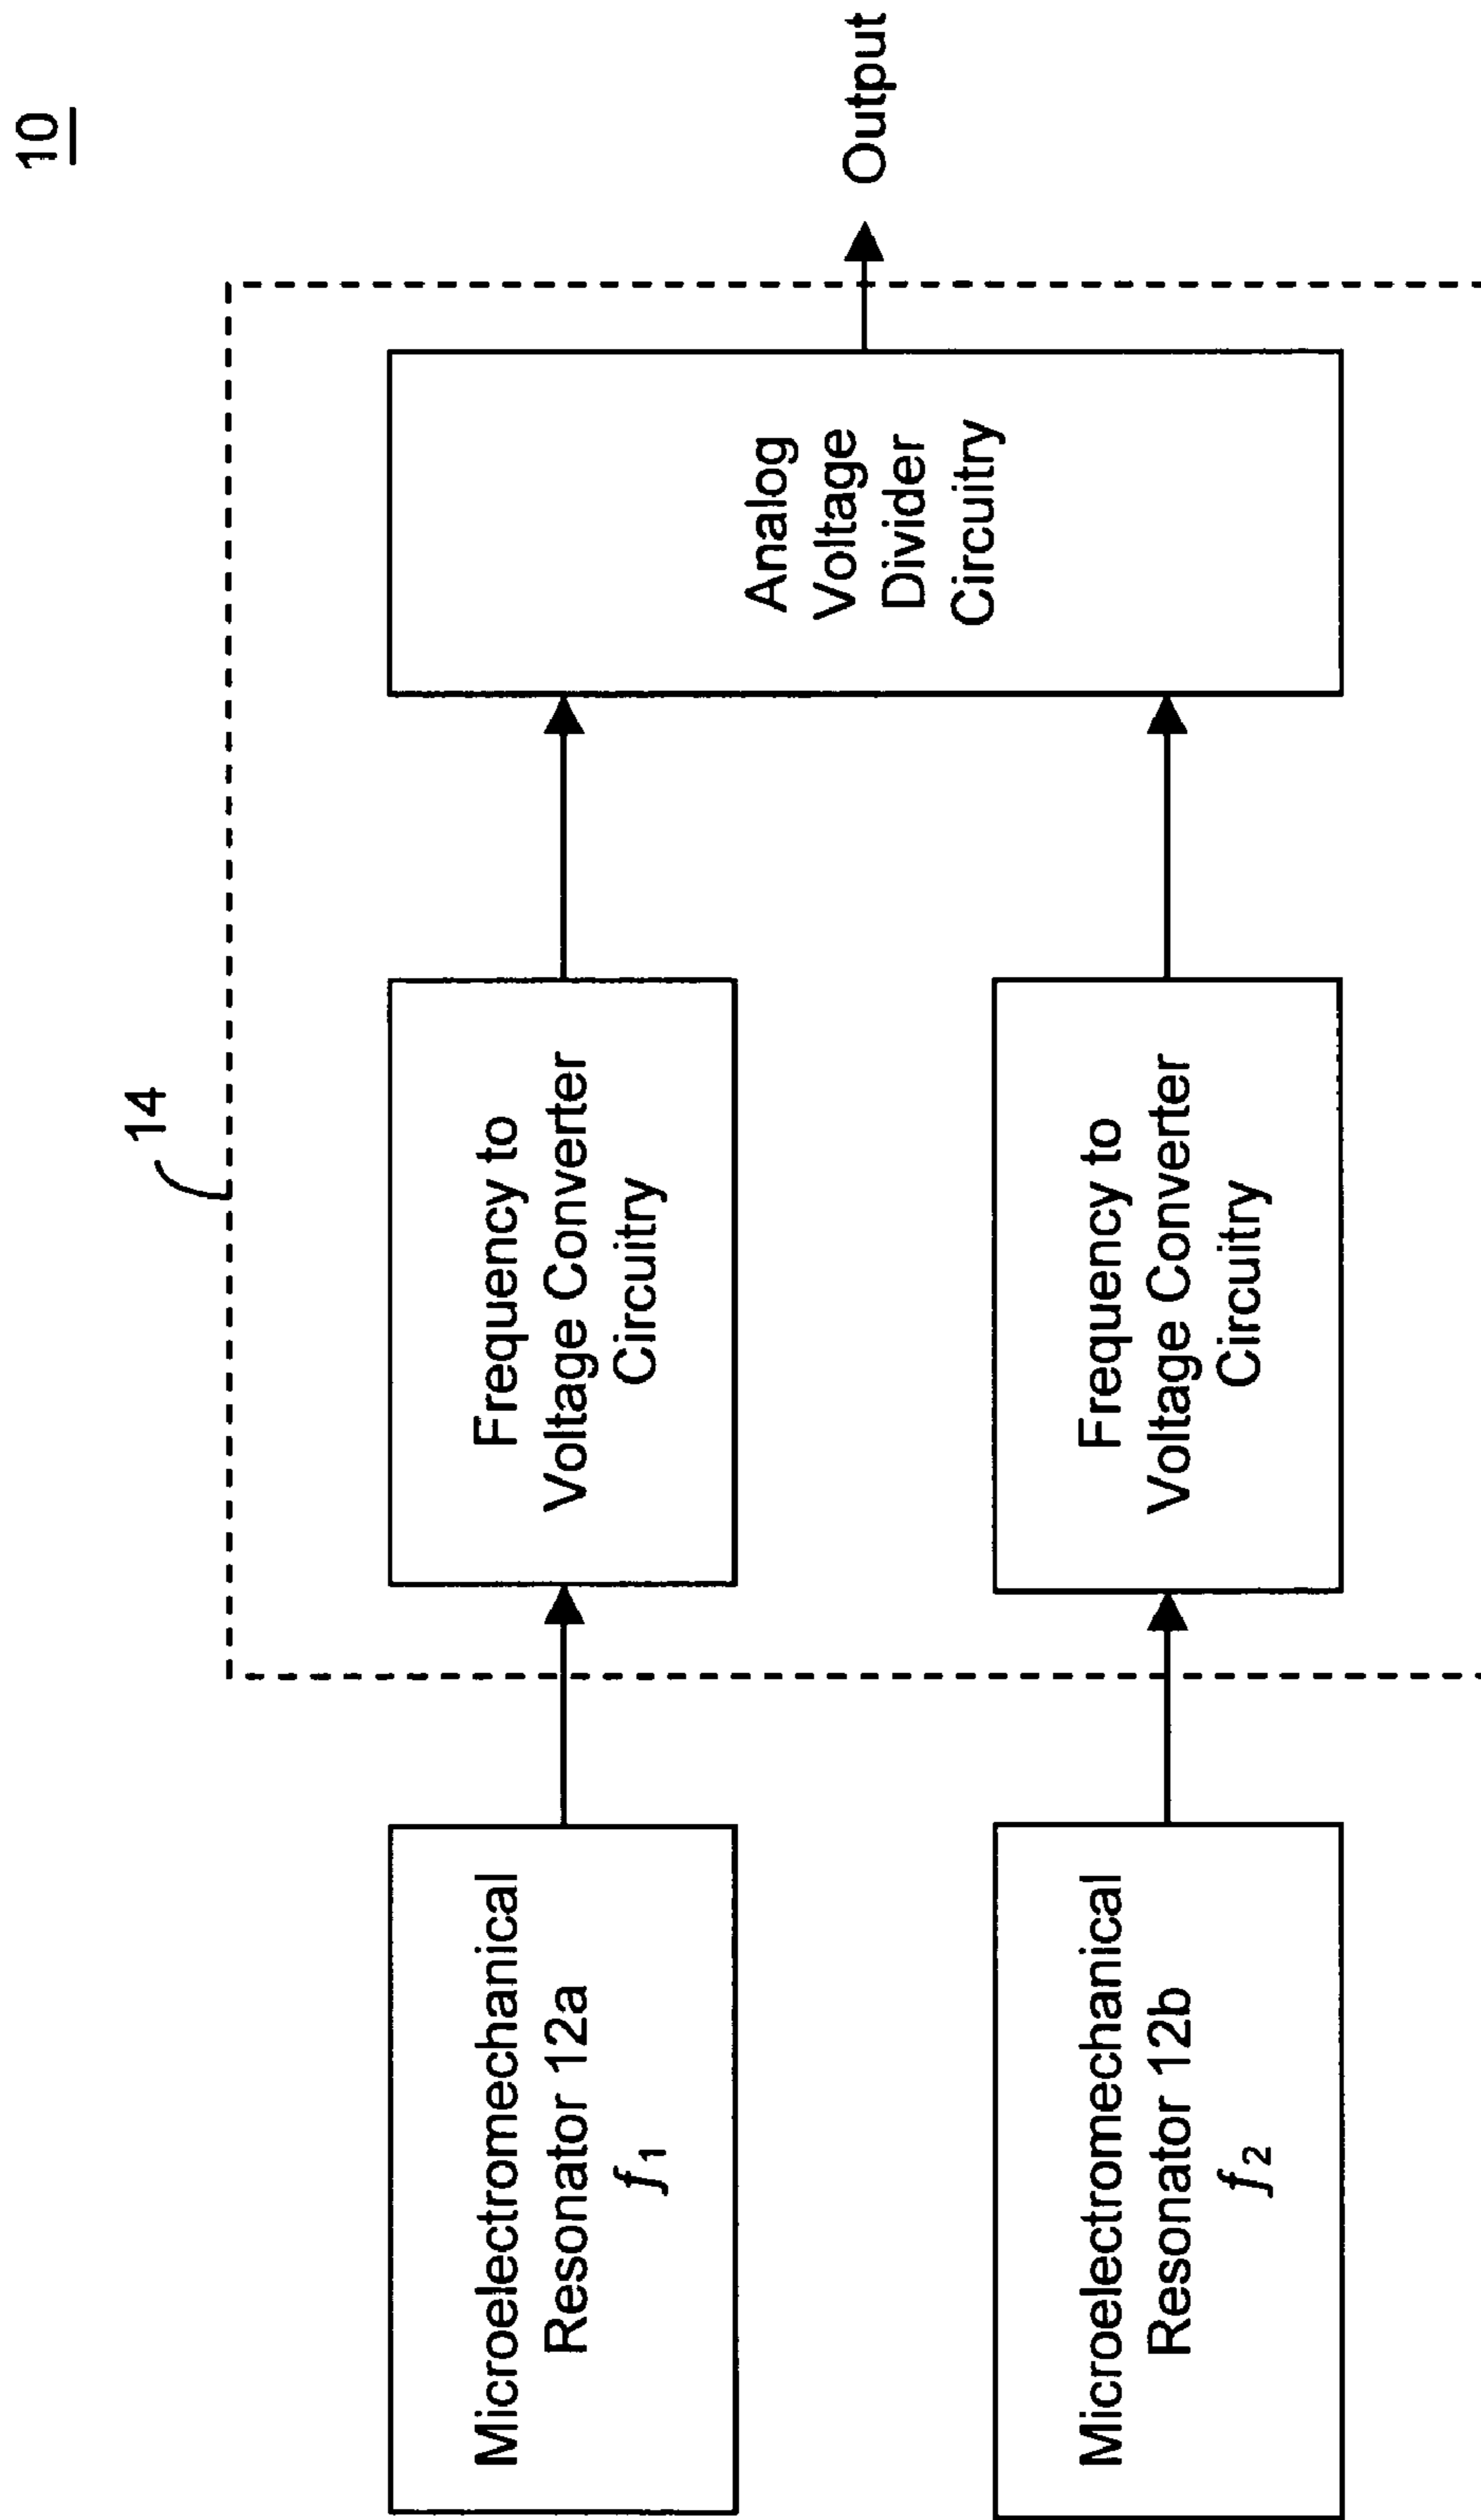 10
14
Microelectromechanical
Resonator 12a
f1
Frequency to
Voltage Converter
Circuitry
Analog
Voltage
Divider
Circuitry
Output
Microelectromechanical
Resonator 12b
f2
Frequency to
Voltage Converter
Circuitry